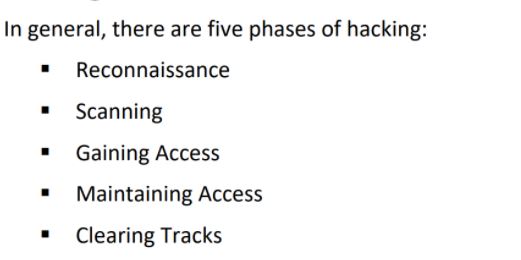 In general, there are five phases of hacking:
▪ Reconnaissance
▪ Scanning
▪ Gaining Access
▪ Maintaining Access
▪ Clearing Tracks